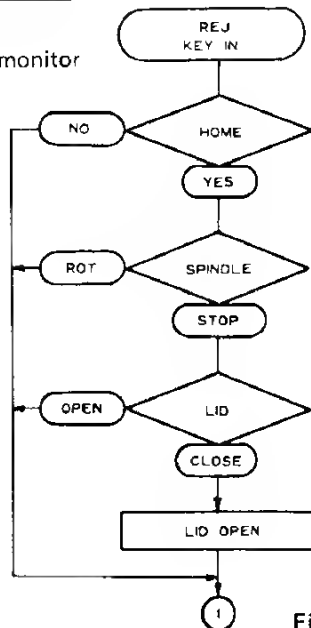 monitor
REJ
KEY IN
NO
HOME
YES
ROT
SPINDLE
STOP
OPEN
LID
CLOSE
LID OPEN
1